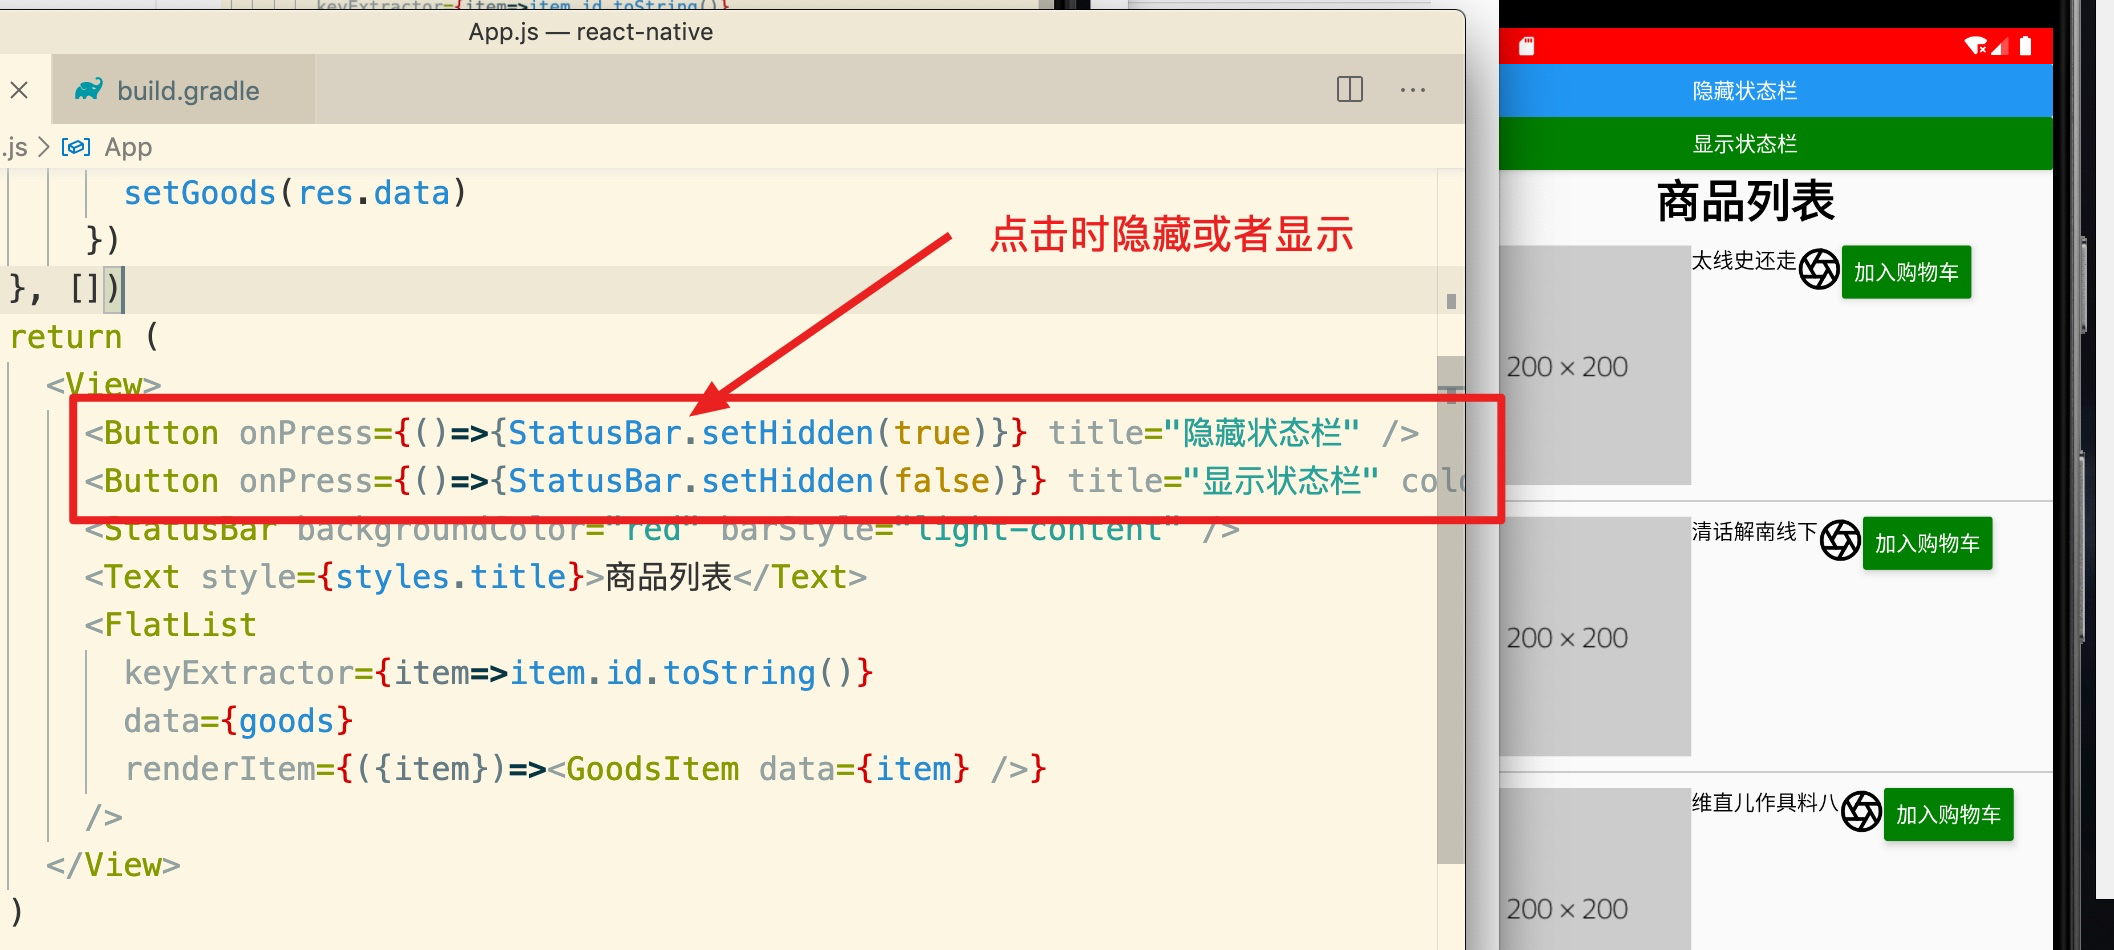 keyExtractor={item=>item.id.toString()}
App.js — react-native
build.gradle
.js > App
setGoods(res.data)
})
}, [])
return (
<View>
<Button onPress={()=>{StatusBar.setHidden(true)}} title="隐藏状态栏" />
<Button onPress={()=>{StatusBar.setHidden(false)}} title="显示状态栏" colo
<StatusBar backgroundColor="red" barStyle="light-content" />
<Text style={styles.title}>商品列表</Text>
<FlatList
keyExtractor={item=>item.id.toString()}
data={goods}
renderItem={({item})=><GoodsItem data={item} />}
/>
</View>
)
点击时隐藏或者显示
隐藏状态栏
显示状态栏
商品列表
200 × 200
太线史还走
加入购物车
200 × 200
清话解南线下
加入购物车
200 × 200
维直儿作具料八
加入购物车